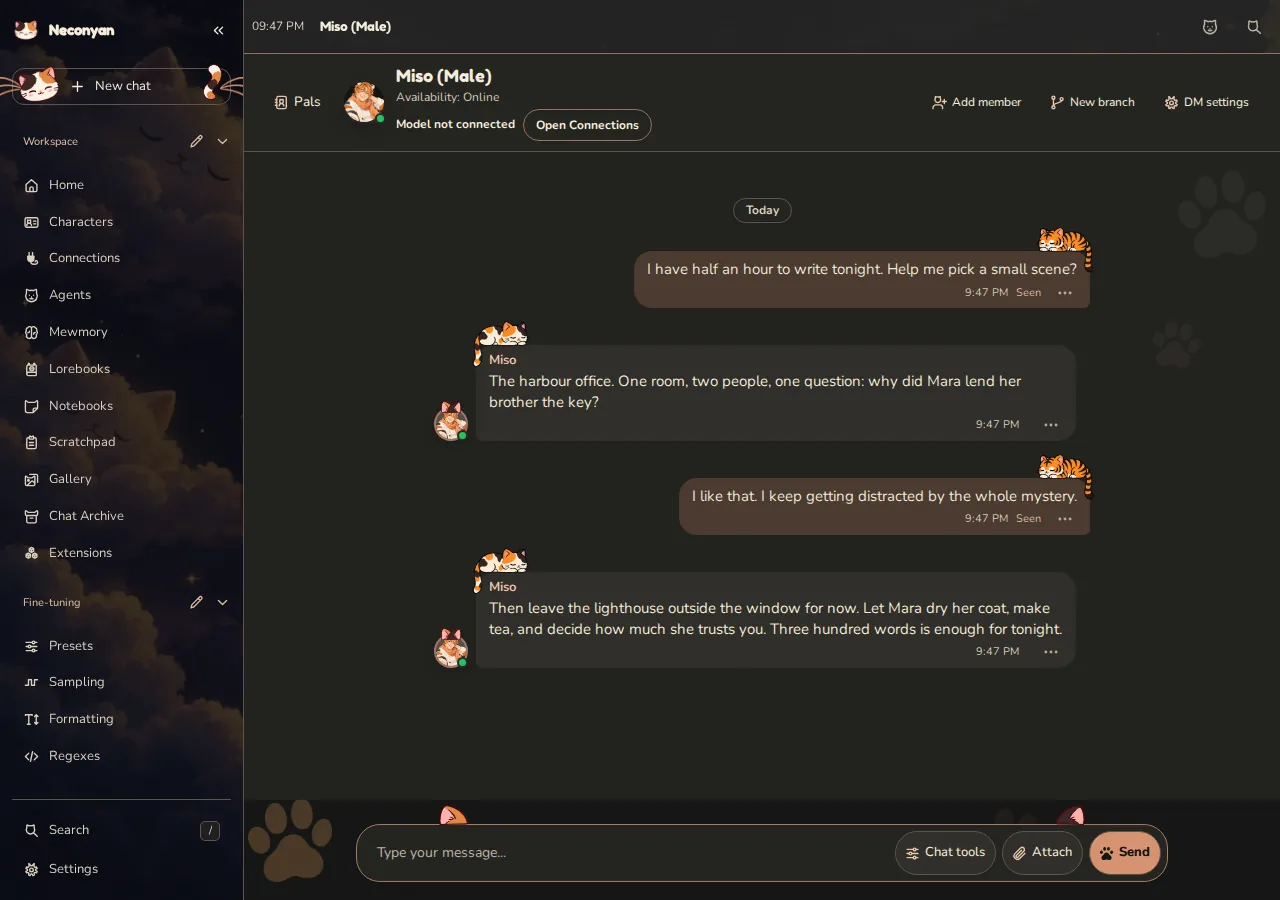 Neconyan
New chat
Workspace
Home
Characters
Connections
Agents
Mewmory
Lorebooks
Notebooks
Scratchpad
Gallery
Chat Archive
Extensions
Fine-tuning
Presets
Sampling
Formatting
Regexes
Search /
Settings
09:47 PM Miso (Male)
Pals
Miso (Male)
Availability: Online
Model not connected Open Connections
Add member New branch DM settings
Today
I have half an hour to write tonight. Help me pick a small scene?
9:47 PM Seen
Miso
The harbour office. One room, two people, one question: why did Mara lend her
brother the key?
9:47 PM
I like that. I keep getting distracted by the whole mystery.
9:47 PM Seen
Miso
Then leave the lighthouse outside the window for now. Let Mara dry her coat, make
tea, and decide how much she trusts you. Three hundred words is enough for tonight.
9:47 PM
Type your message...
Chat tools Attach Send